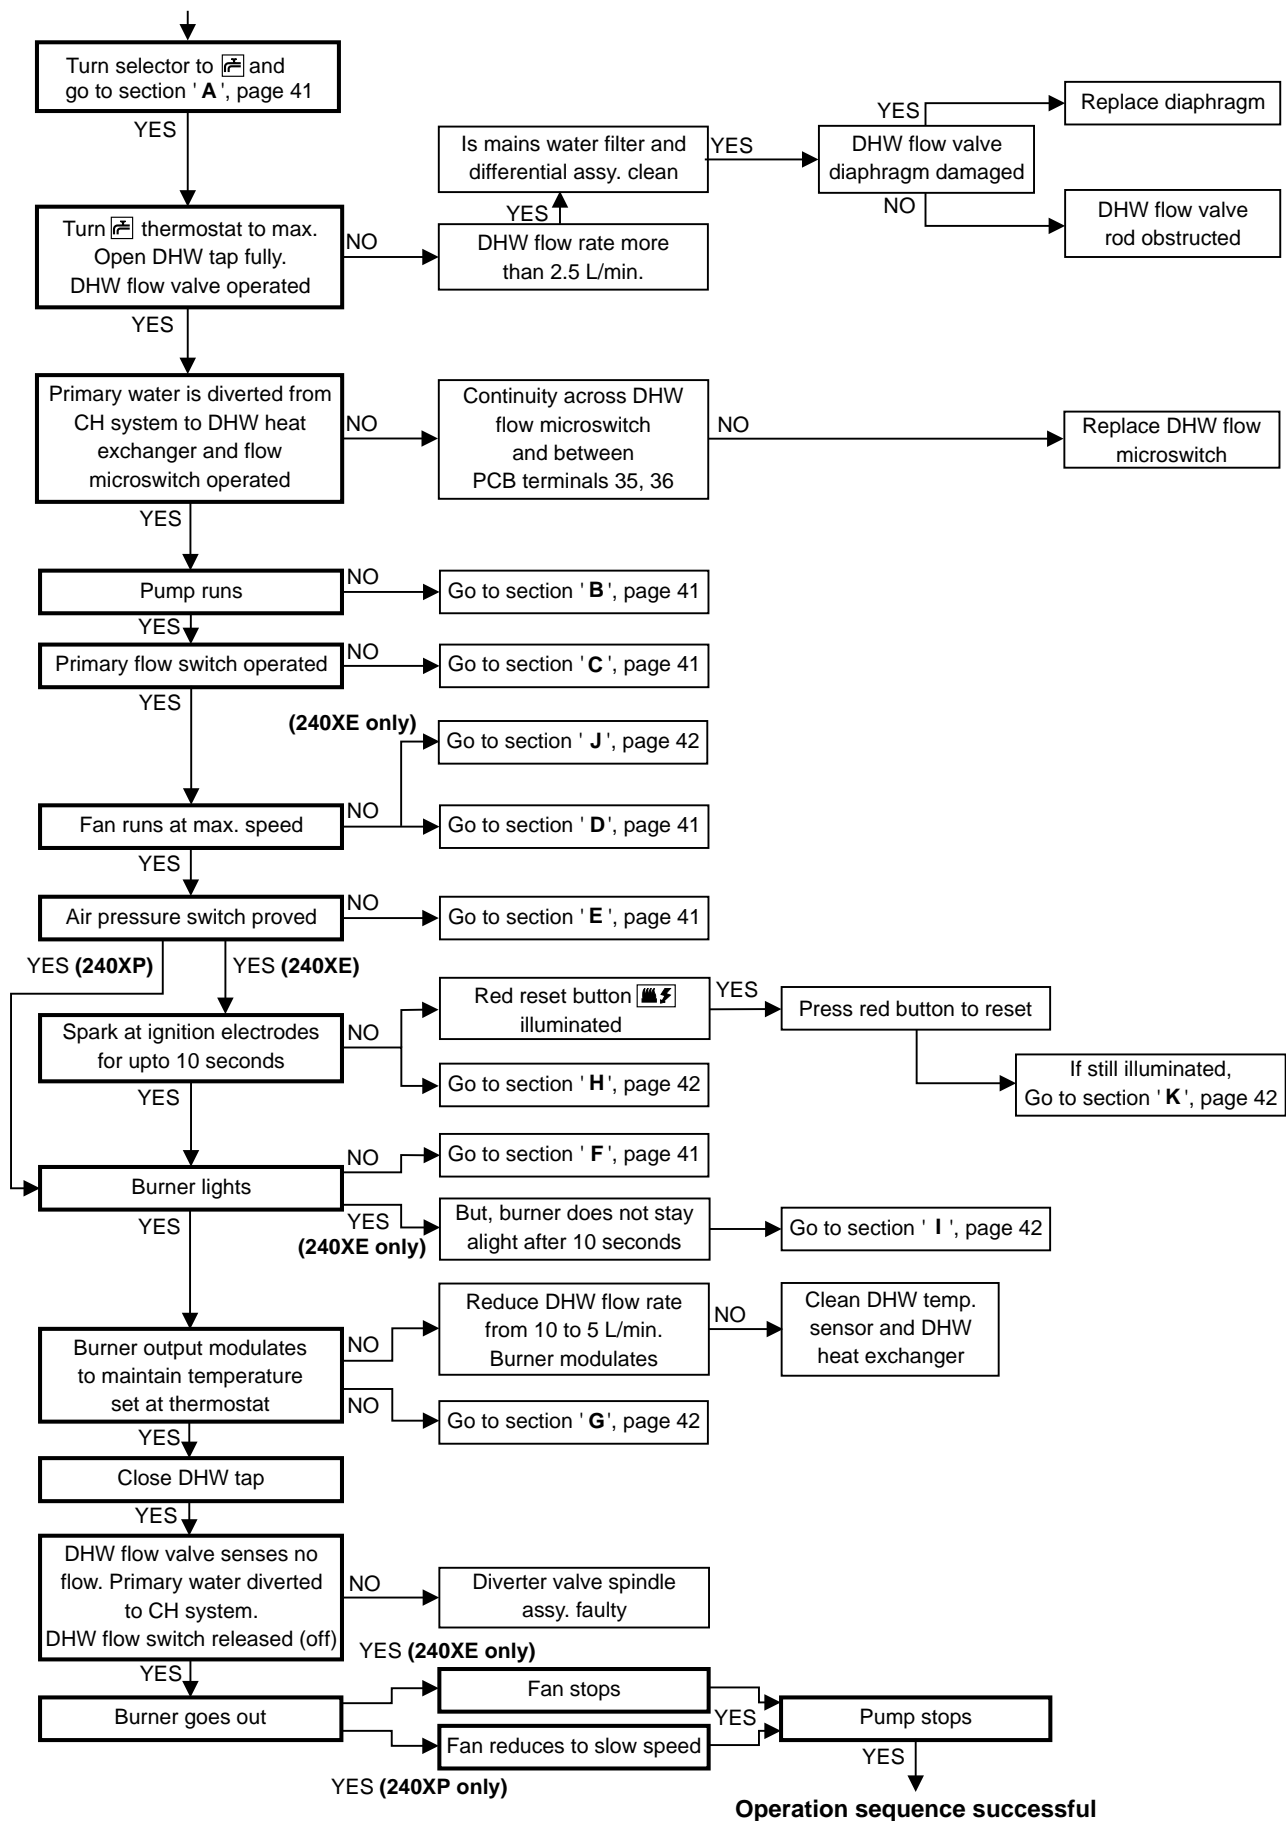 Turn selector to and
go to section ' A ', page 41
YES
Turn thermostat to max.
Open DHW tap fully.
DHW flow valve operated
NO
DHW flow rate more
than 2.5 L/min.
YES
Is mains water filter and
differential assy. clean
YES
DHW flow valve
diaphragm damaged
YES
Replace diaphragm
NO
DHW flow valve
rod obstructed
YES
Primary water is diverted from
CH system to DHW heat
exchanger and flow
microswitch operated
NO
Continuity across DHW
flow microswitch
and between
PCB terminals 35, 36
NO
Replace DHW flow
microswitch
YES
Pump runs
NO
Go to section ' B ', page 41
YES
Primary flow switch operated
NO
Go to section ' C ', page 41
YES
(240XE only)
Go to section ' J ', page 42
Fan runs at max. speed
NO
Go to section ' D ', page 41
YES
Air pressure switch proved
NO
Go to section ' E ', page 41
YES (240XP)
YES (240XE)
Spark at ignition electrodes
for upto 10 seconds
NO
Red reset button
illuminated
YES
Press red button to reset
If still illuminated,
Go to section ' K ', page 42
Go to section ' H ', page 42
YES
Burner lights
NO
Go to section ' F ', page 41
YES
(240XE only)
But, burner does not stay
alight after 10 seconds
Go to section ' I ', page 42
YES
Burner output modulates
to maintain temperature
set at thermostat
NO
Reduce DHW flow rate
from 10 to 5 L/min.
Burner modulates
NO
Clean DHW temp.
sensor and DHW
heat exchanger
NO
Go to section ' G ', page 42
YES
Close DHW tap
YES
DHW flow valve senses no
flow. Primary water diverted
to CH system.
DHW flow switch released (off)
NO
Diverter valve spindle
assy. faulty
YES
Burner goes out
YES (240XE only)
Fan stops
YES
Fan reduces to slow speed
YES (240XP only)
Pump stops
YES
Operation sequence successful